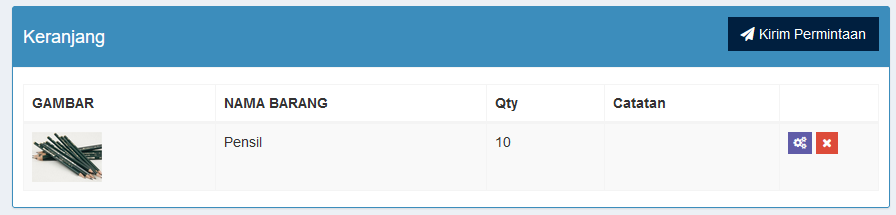 Keranjang
Kirim Permintaan
GAMBAR NAMA BARANG Qty Catatan
Pensil 10